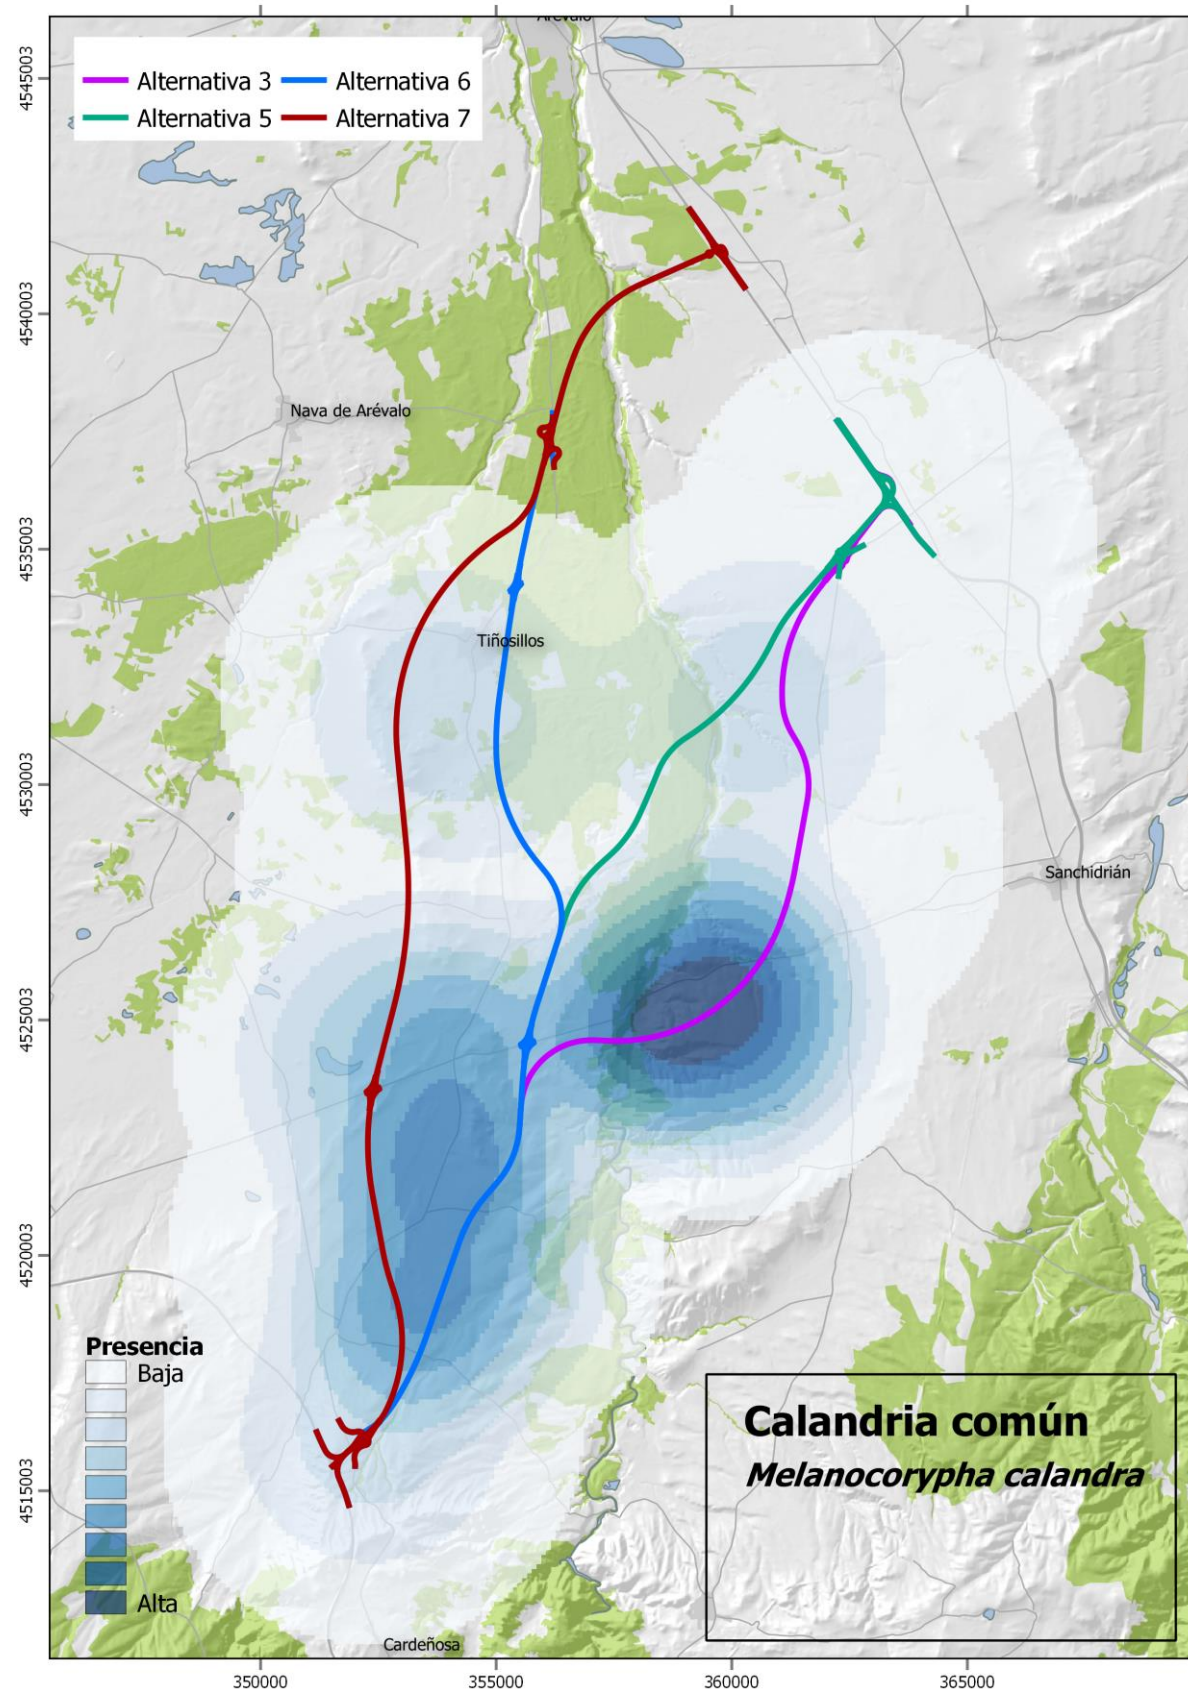 Arévalo
Alternativa 3
Alternativa 6
Alternativa 5
Alternativa 7
4545003
4540003
4535003
4530003
4525003
4520003
4515003
Nava de Arévalo
Tiñosillos
Sanchidrián
Cardeñosa
Presencia
Baja
Alta
Calandria común
Melanocorypha calandra
350000
355000
360000
365000